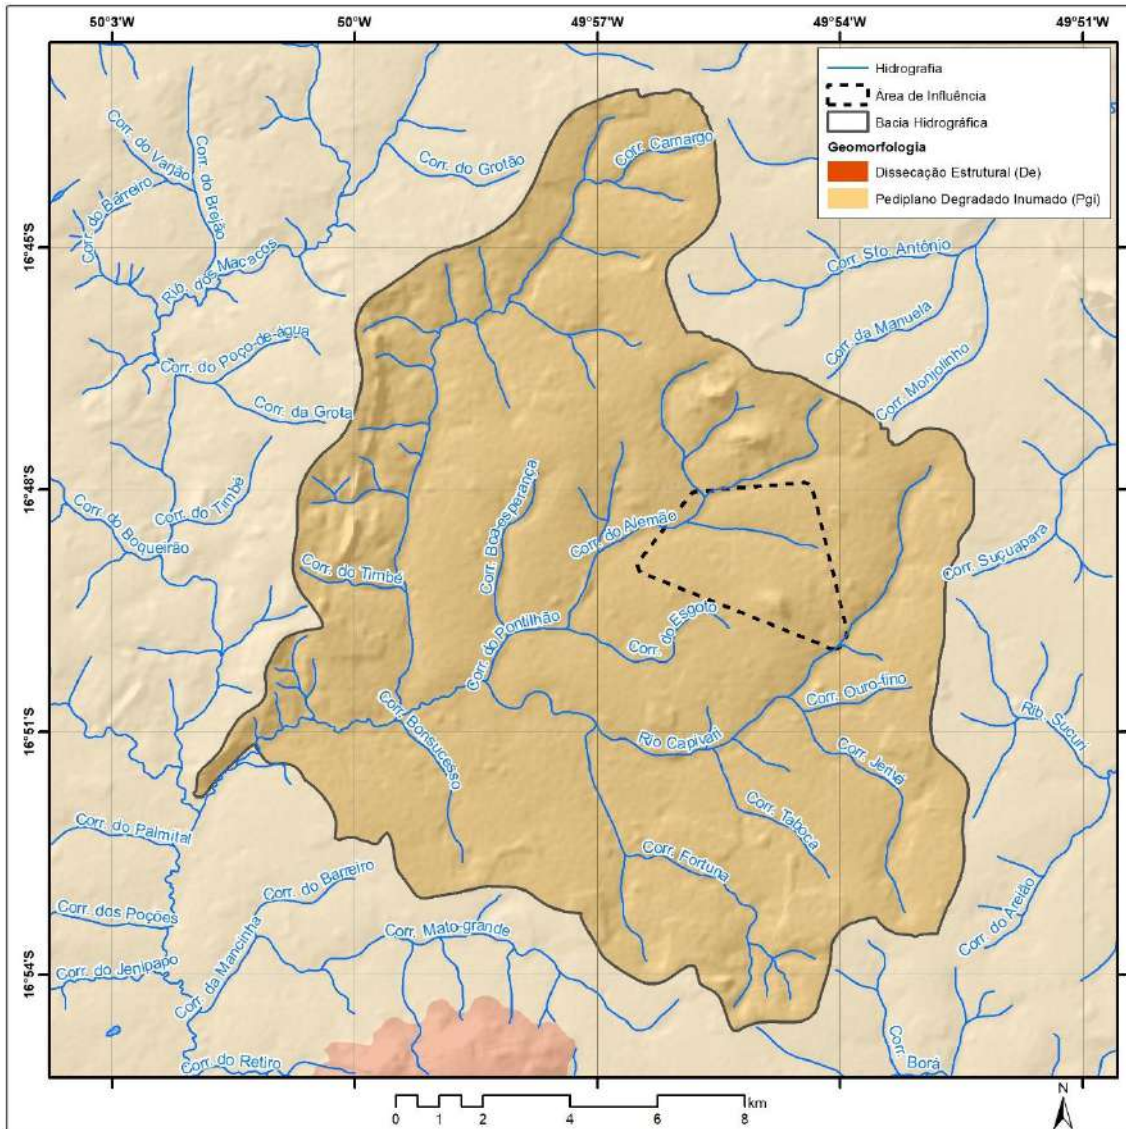 50°3'W
50°0'W
49°57'W
49°54'W
49°51'W
Hidrografia
Área de Influência
Bacia Hidrográfica
Geomorfologia
Dissecação Estrutural (De)
Pediplano Degradado Inumado (Pgi)
Corr. do Varjão
Corr. do Brejão
Corr. do Barreiro
Corr. do Grotão
Corr. Camargo
16°45'S
Rib. dos Macacos
Corr. Sto. Antônio
Corr. da Manuela
Corr. Monjolinho
Corr. do Poço-de-água
Corr. da Grota
16°48'S
Corr. do Timbé
Corr. do Boqueirão
Corr. Boa-esperança
Corr. do Alemão
Corr. Suçuapara
Corr. do Timbé
Corr. do Pontilhão
Corr. do Esgoto
16°51'S
Corr. Bonsucesso
Rio Capivari
Corr. Ouro-fino
Rib. Sucuri
Corr. Jerivá
Corr. Taboca
Corr. do Palmital
Corr. Fortuna
Corr. do Barreiro
Corr. dos Poções
Corr. da Mancinha
Corr. Mato-grande
Corr. do Areião
16°54'S
Corr. do Jenipapo
Corr. do Retiro
Corr. Borá
N
0 1 2 4 6 8
km